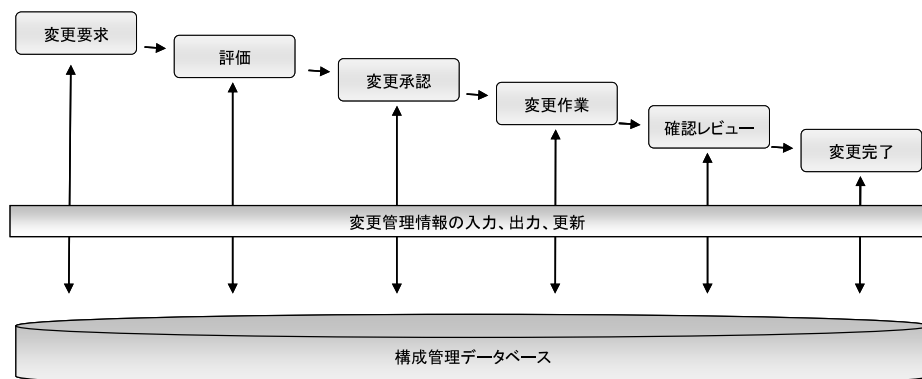 変更要求
評価
変更承認
変更作業
確認レビュー
変更完了
変更管理情報の入力、出力、更新
構成管理データベース